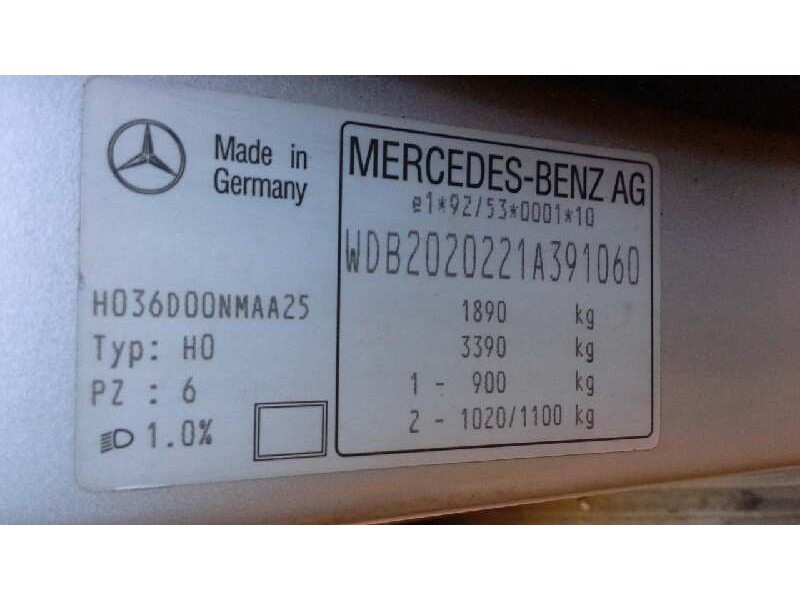 Made in
Germany
H036D00NMAA25
Typ: H0
PZ : 6
1.0%
MERCEDES-BENZ AG
e1*92/53*0001*10
WDB2020221A391060
1890 kg
3390 kg
1 - 900 kg
2 - 1020/1100 kg